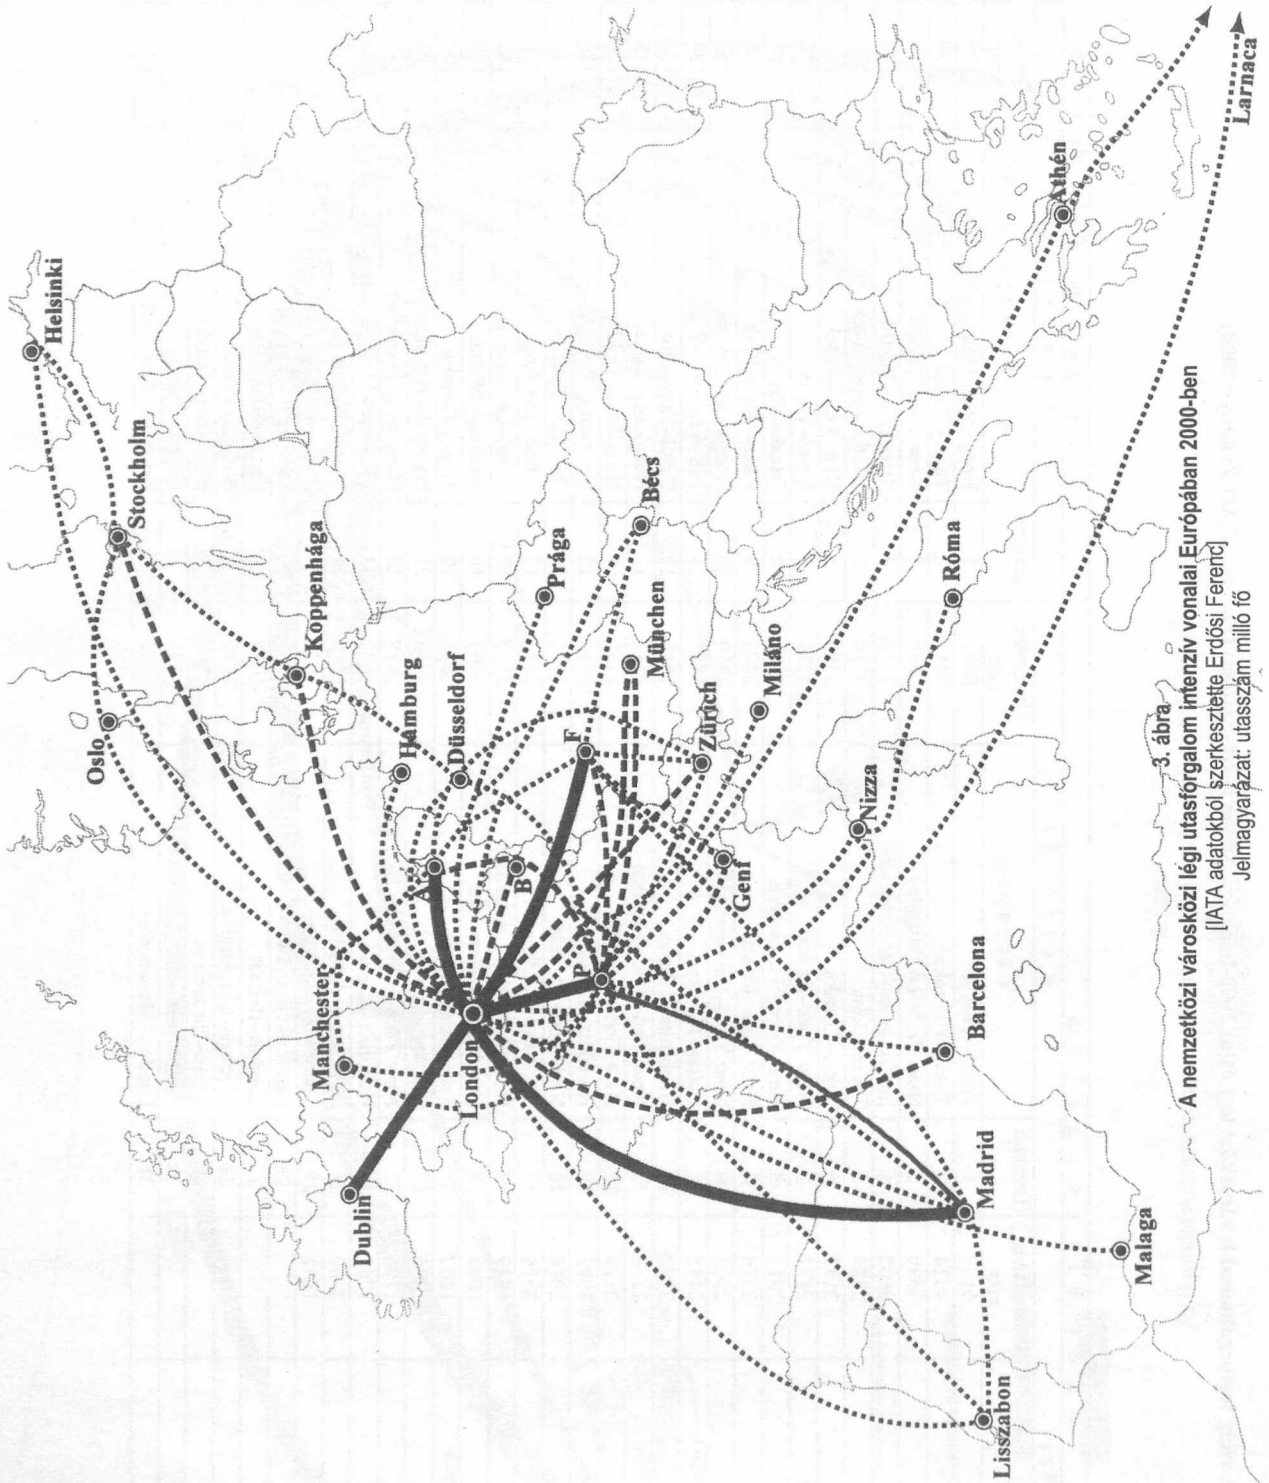 Helsinki
Stockholm
Oslo
Koppenhága
Hamburg
Düsseldorf
Manchester
Dublin
London
A
B
F
P
Prága
Bécs
München
Zürich
Miláno
Genf
Nizza
Róma
Barcelona
Madrid
Malaga
Lisszabon
Athén
Larnaca
3. ábra
A nemzetközi városközi légi utasforgalom intenzív vonalai Európában 2000-ben
[IATA adatokból szerkesztette Erdősi Ferenc]
Jelmagyarázat: utasszám milló fő